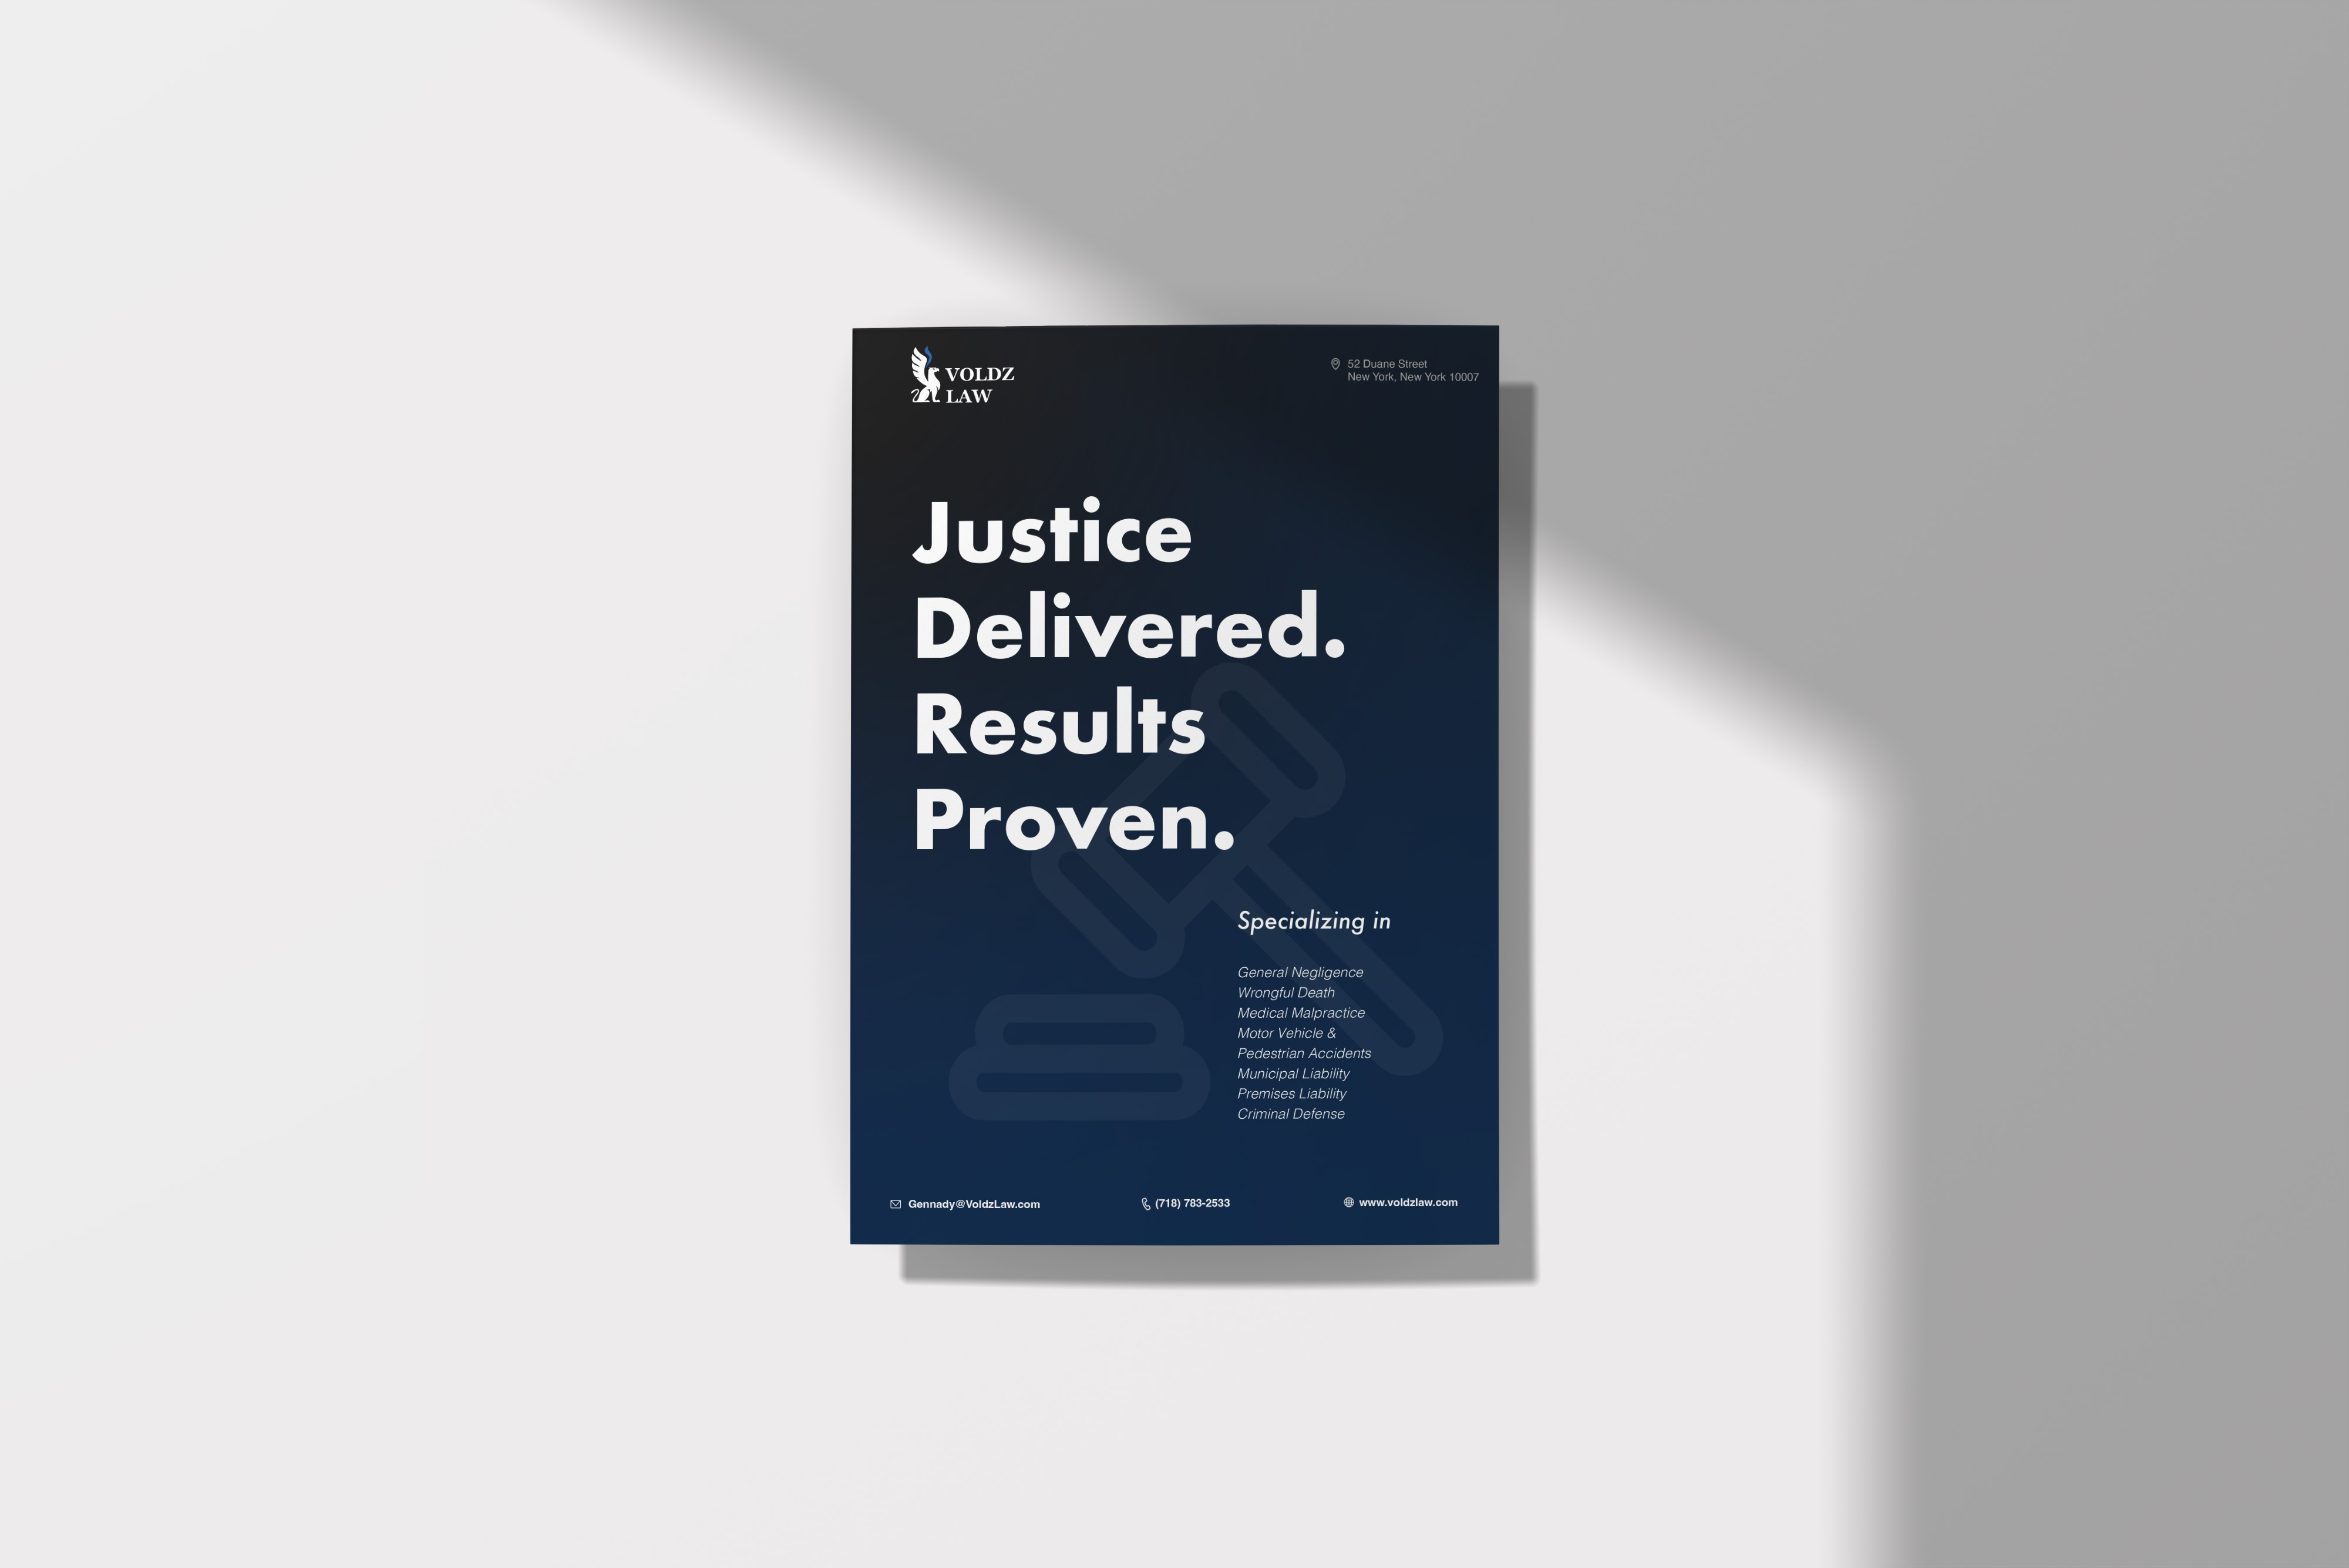 VOLDZ
LAW
52 Duane Street
New York, New York 10007
Justice
Delivered.
Results
Proven.
Specializing in
General Negligence
Wrongful Death
Medical Malpractice
Motor Vehicle &
Pedestrian Accidents
Municipal Liability
Premises Liability
Criminal Defense
Gennady@VoldzLaw.com
(718) 783-2533
www.voldzlaw.com